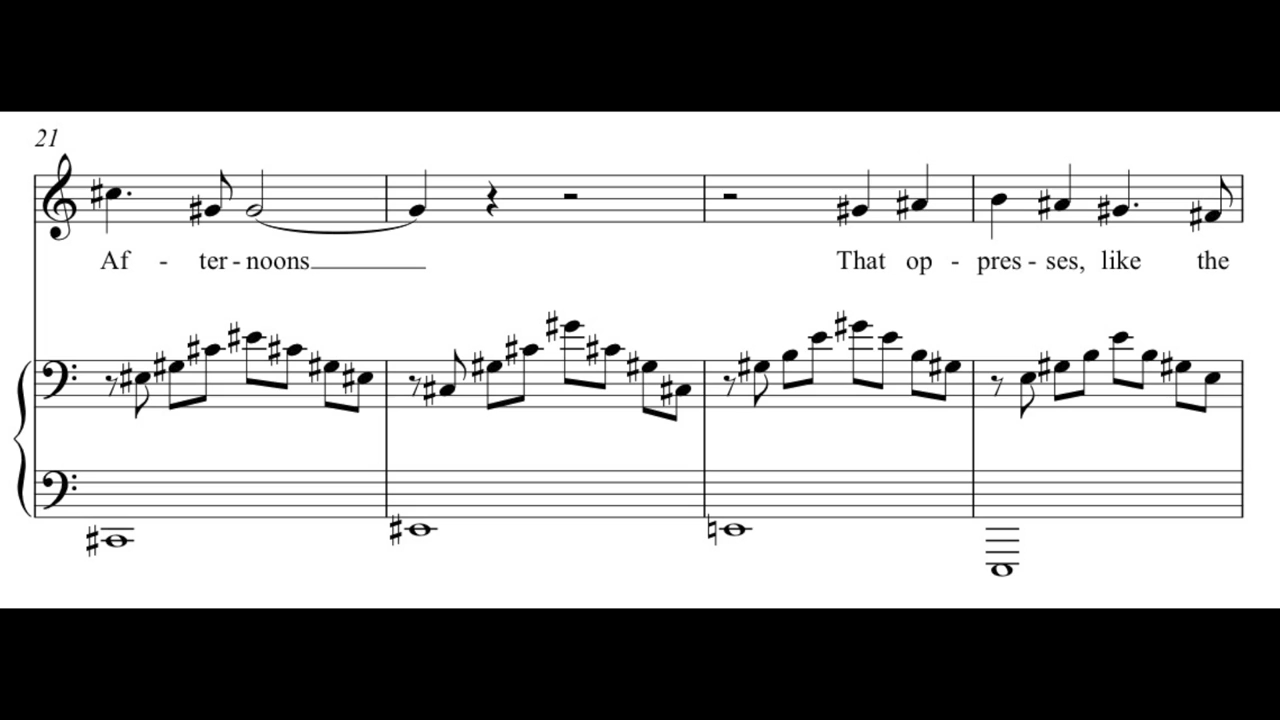 21
Af - ter - noons That op - pres - ses, like the